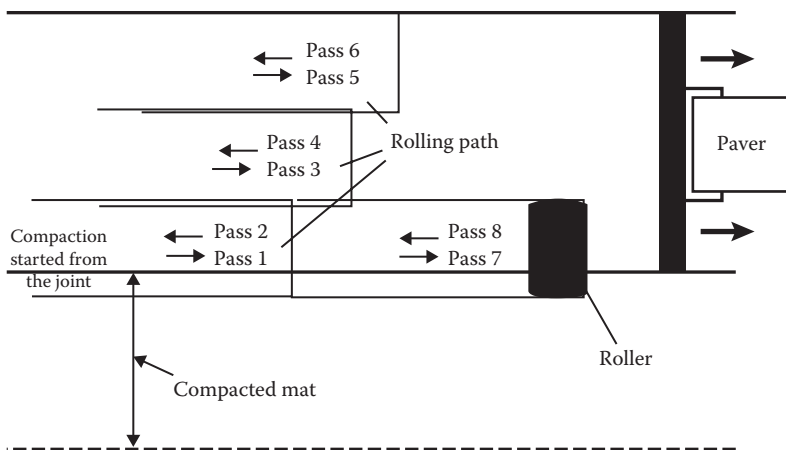 Pass 6
Pass 5
Pass 4
Pass 3
Rolling path
Paver
Pass 2
Pass 1
Pass 8
Pass 7
Compaction
started from
the joint
Roller
Compacted mat